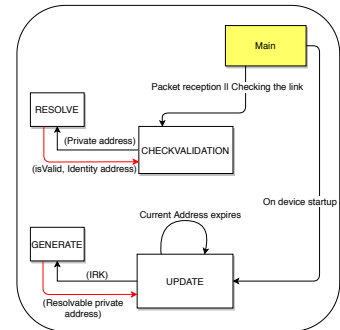 Main
Packet reception || Checking the link
RESOLVE
(Private address)
CHECKVALIDATION
(isValid, Identity address)
On device startup
Current Address expires
GENERATE
(IRK)
UPDATE
(Resolvable private
address)